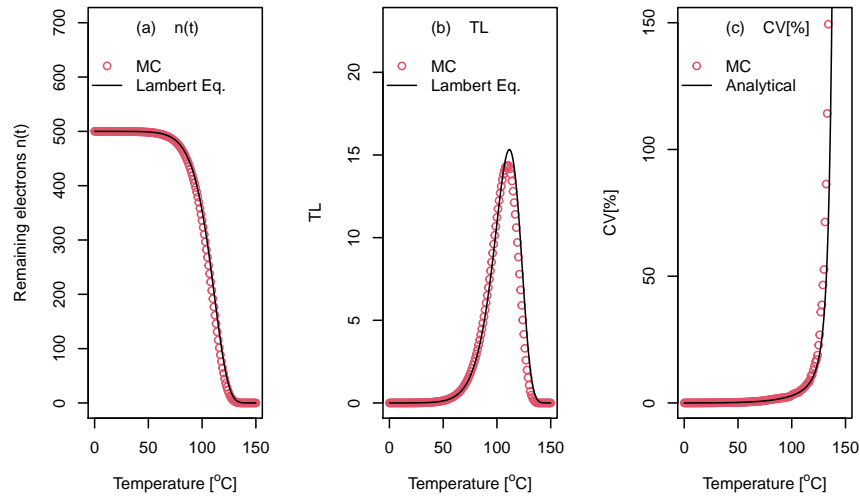 (a) n(t)
MC
Lambert Eq.
Remaining electrons n(t)
0
100
200
300
400
500
600
700
0 50 100 150
Temperature [°C]
(b) TL
MC
Lambert Eq.
TL
0
5
10
15
20
0 50 100 150
Temperature [°C]
(c) CV[%]
MC
Analytical
CV[%]
0
50
100
150
0 50 100 150
Temperature [°C]